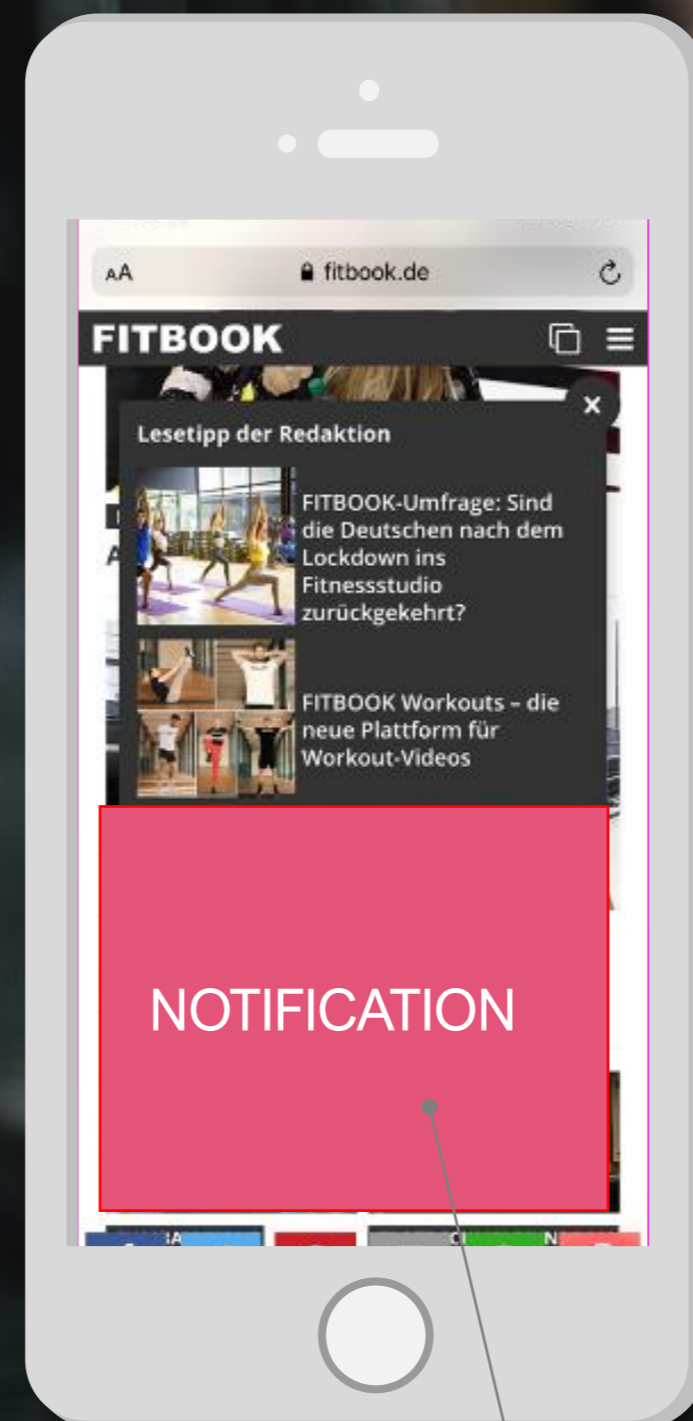 AA
fitbook.de
FITBOOK
Lesetipp der Redaktion
FITBOOK-Umfrage: Sind
die Deutschen nach dem
Lockdown ins
Fitnessstudio
zurückgekehrt?
FITBOOK Workouts – die
neue Plattform für
Workout-Videos
NOTIFICATION